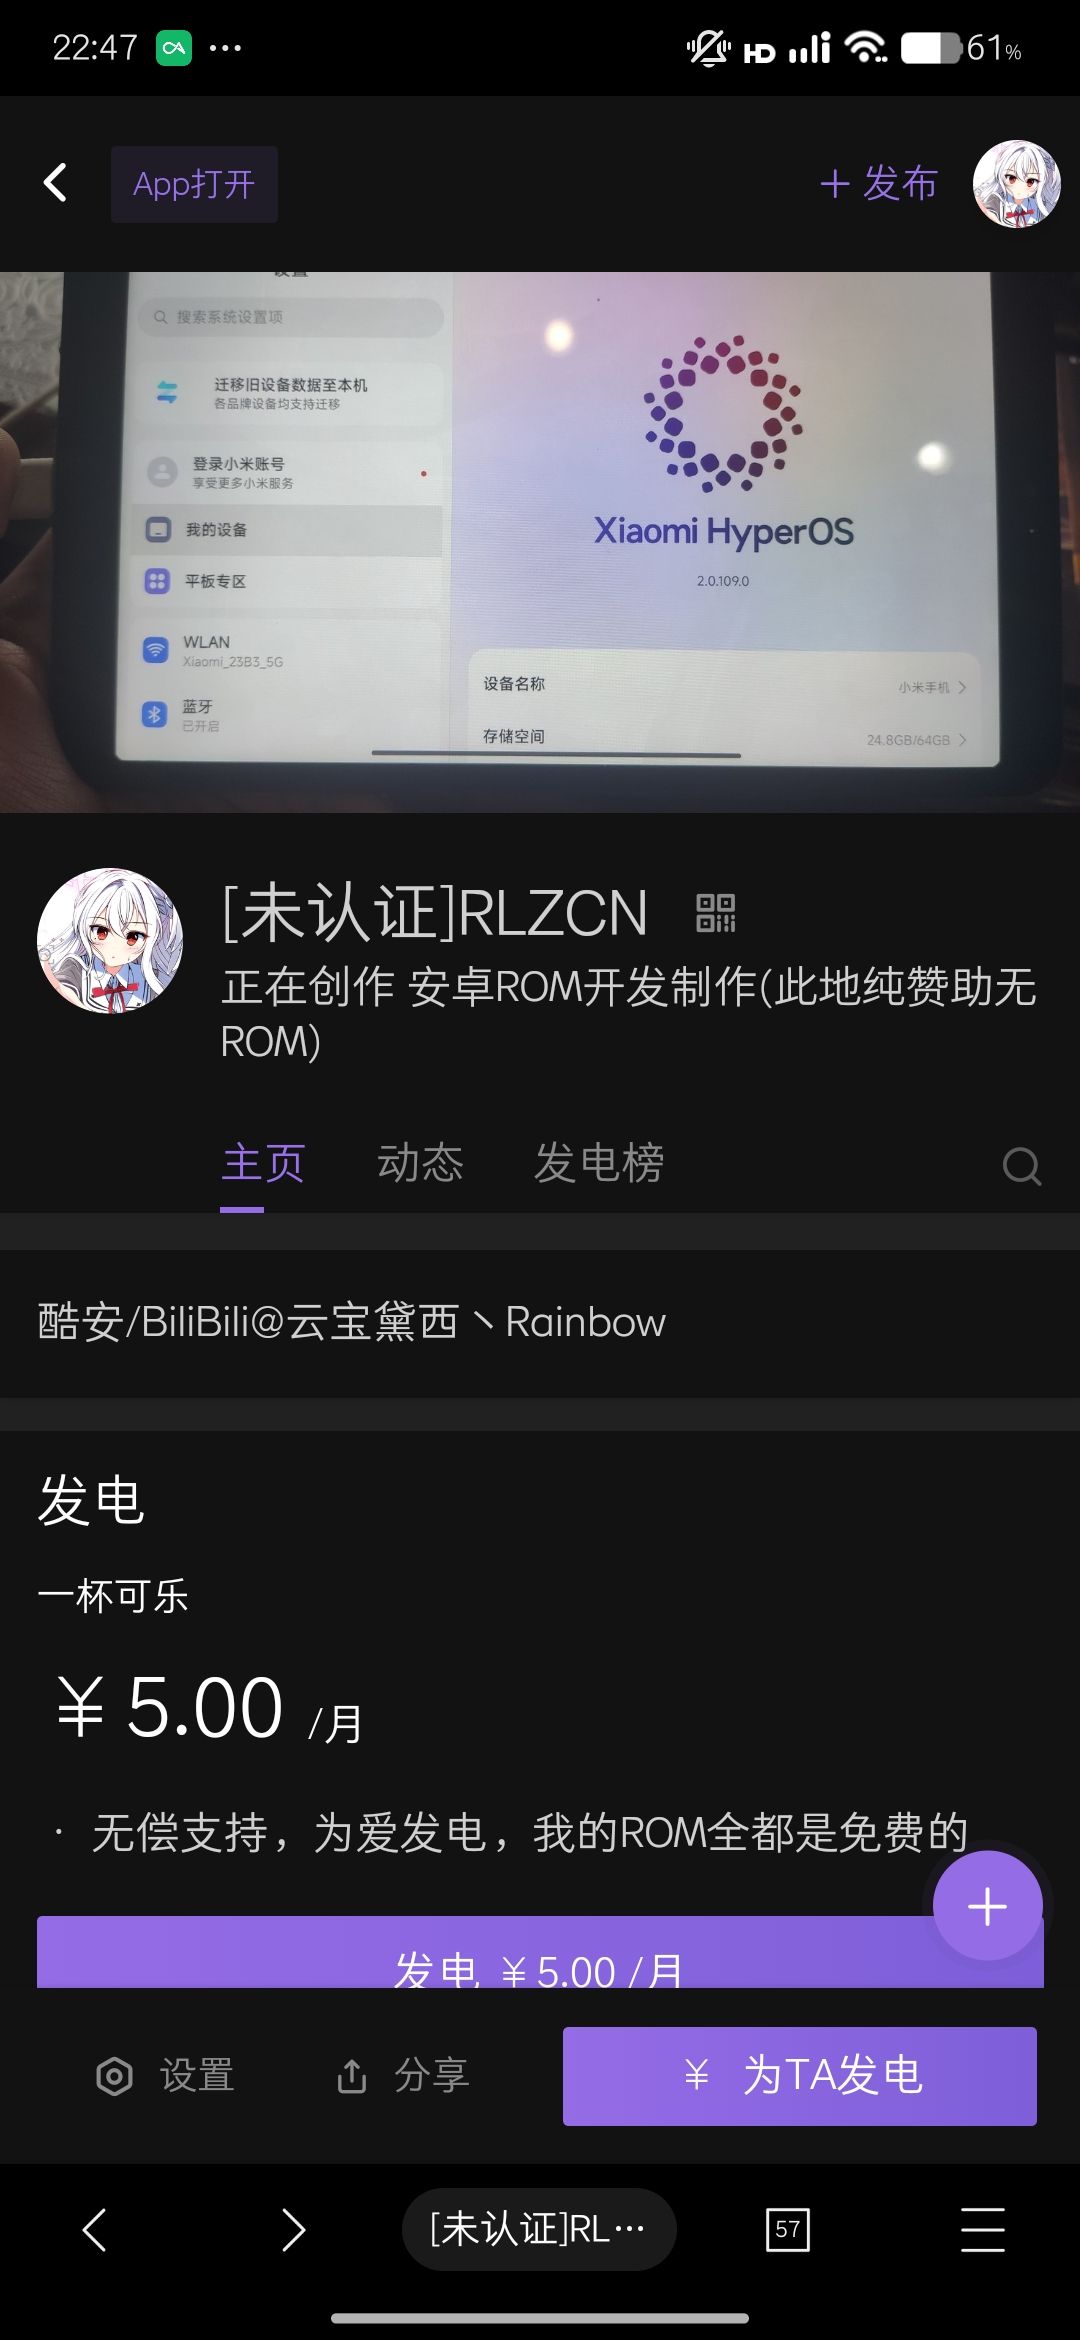 22:47
HD
61%
App打开
+ 发布
设置
搜索系统设置项
迁移旧设备数据至本机
各品牌设备均支持迁移
登录小米账号
享受更多小米服务
我的设备
平板专区
WLAN
Xiaomi_23B3_5G
蓝牙
已开启
Xiaomi HyperOS
2.0.109.0
设备名称
小米手机
存储空间
24.8GB/64GB
[未认证]RLZCN
正在创作 安卓ROM开发制作(此地纯赞助无
ROM)
主页 动态 发电榜
酷安/BiliBili@云宝黛西丶Rainbow
发电
一杯可乐
￥5.00 /月
· 无偿支持，为爱发电，我的ROM全都是免费的
发电 ￥5.00 /月
设置 分享 ￥ 为TA发电
[未认证]RL···
57